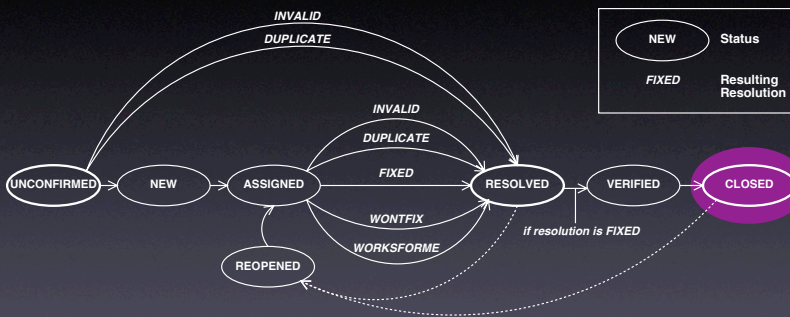 INVALID
DUPLICATE
NEW
Status
FIXED
Resulting
Resolution
INVALID
DUPLICATE
UNCONFIRMED
NEW
ASSIGNED
FIXED
RESOLVED
VERIFIED
CLOSED
WONTFIX
if resolution is FIXED
WORKSFORME
REOPENED